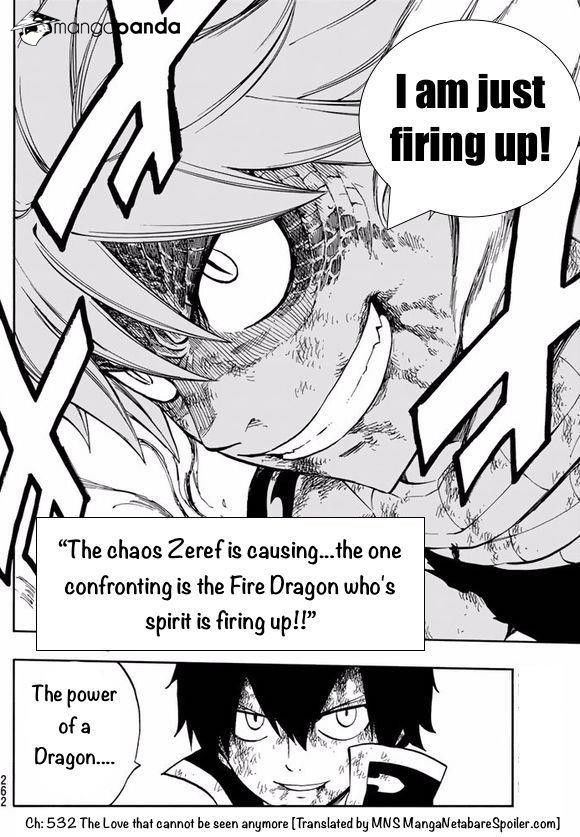 mangapanda
I am just
firing up!
“The chaos Zeref is causing...the one
confronting is the Fire Dragon who's
spirit is firing up!!”
The power
of a
Dragon....
262
Ch: 532 The Love that cannot be seen anymore [Translated by MNS MangaNetabareSpoiler.com]